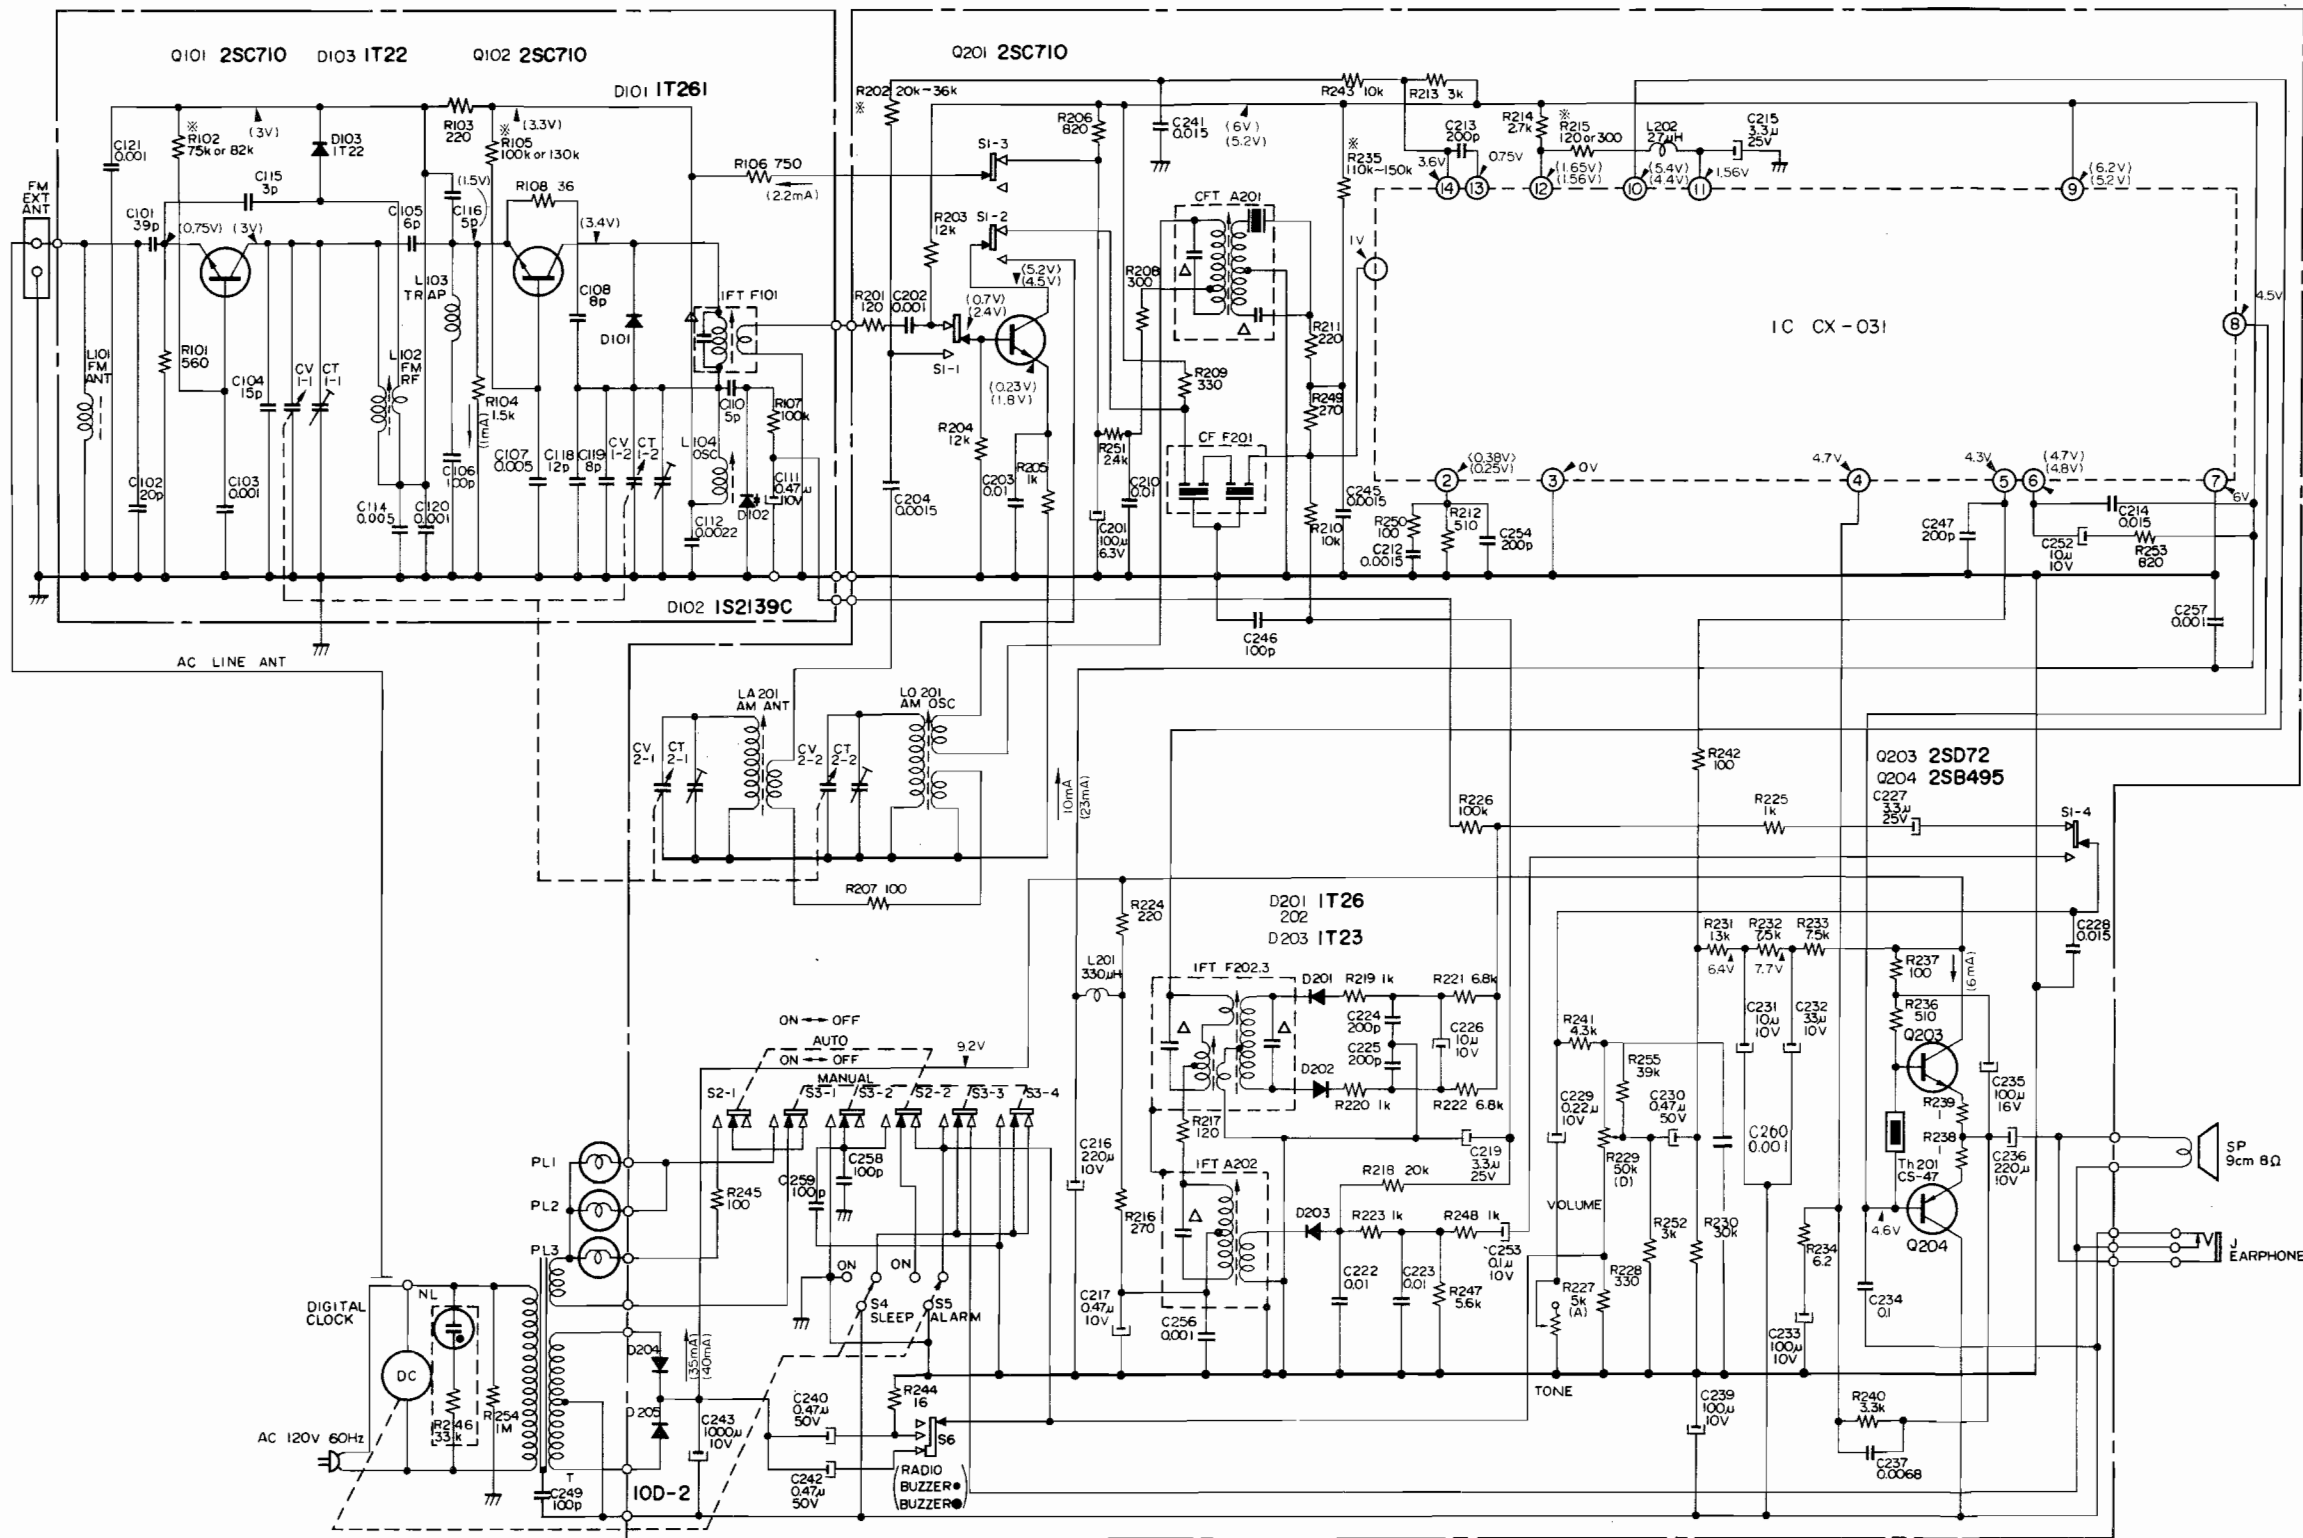 Q101 2SC710 D103 1T22 Q102 2SC710
D101 1T261
Q201 2SC710
C121
0.001
※
R102
75k or 82k
(3V)
D103
1T22
R103
220
※
R105
100k or 130k
(3.3V)
FM
EXT
ANT
C101
39p
C115
3p
(0.75V) (3V)
C105
6p
(1.5V)
C116
5p
R108 36
(3.4V)
R106 750
(2.2mA)
L101
FM
ANT
R101
560
C104
15p
CV
1-1
CT
1-1
L102
FM
RF
L103
TRAP
R104
1.5k
(1mA)
C108
8p
D101
IFT F101
△
C102
20p
C103
0.001
C114
0.005
C120
0.001
C106
100p
C107
0.005
C118
12p
C119
8p
CV
1-2
CT
1-2
L104
OSC
C110
5p
R107
100k
C111
0.47μ
10V
C112
0.0022
D102
D102 1S2139C
AC LINE ANT
R202 20k-36k
※
R206
820
C241
0.015
(6V)
(5.2V)
R243 10k
R213 3k
※
R235
110k~150k
S1-3
R203
12k
S1-2
(5.2V)
(4.5V)
R201
120
C202
0.001
(0.7V)
(2.4V)
S1-1
(0.23V)
(1.8V)
R204
12k
R205
1k
C203
0.01
C204
0.0015
R208
300
CFT A201
△
△
R209
330
R211
220
R249
270
CF F201
R251
2.4k
C201
100μ
6.3V
C210
0.01
R210
10k
C245
0.0015
C246
100p
C213
200p
3.6V
0.75V
R214
2.7k
※
R215
120 or 300
L202
2.7μH
C215
3.3μ
25V
14 13 12 10 11 9
(1.65V)
(1.56V)
(5.4V)
(4.4V)
1.56V
(6.2V)
(5.2V)
1V
1
IC CX-031
4.5V
8
2 3 4 5 6 7
(0.38V)
(0.25V)
0V
4.7V
4.3V
(4.7V)
(4.8V)
6V
R250
100
R212
510
C212
0.0015
C254
200p
C247
200p
C214
0.015
C252
10μ
10V
R253
820
C257
0.001
LA 201
AM ANT
LO 201
AM OSC
CV
2-1
CT
2-1
CV
2-2
CT
2-2
R207 100
10mA
(23mA)
R242
100
Q203 2SD72
Q204 2SB495
R226
100k
R225
1k
C227
3.3μ
25V
S1-4
R224
220
L201
330μH
D201 1T26
202
D203 1T23
R231
13k
R232
7.5k
R233
7.5k
6.4V
7.7V
C228
0.015
R237
100
(6mA)
R236
510
IFT F202.3
△
△
D201
R219 1k
R221 6.8k
C224
200p
C225
200p
C226
10μ
10V
D202
R220 1k
R222 6.8k
R241
4.3k
C231
10μ
10V
C232
33μ
10V
Q203
R255
39k
C229
0.22μ
10V
C230
0.47μ
50V
C235
100μ
16V
R239
1
R238
1
C236
220μ
10V
SP
9cm 8Ω
Th201
CS-47
4.6V
Q204
J
EARPHONE
C260
0.001
R217
120
C216
220μ
10V
R216
270
IFT A202
△
D203
R218 20k
C219
3.3μ
25V
R223 1k
R248 1k
C253
0.1μ
10V
C222
0.01
C223
0.01
R247
5.6k
C217
0.47μ
10V
C256
0.001
R229
50k
(D)
VOLUME
R252
3k
R230
30k
R228
330
R227
5k
(A)
TONE
R234
6.2
C233
100μ
10V
C234
0.1
C239
100μ
10V
R240
3.3k
C237
0.0068
ON ↔ OFF
AUTO
ON ↔ OFF
MANUAL
9.2V
S2-1 S3-1 S3-2 S2-2 S3-3 S3-4
PL1
PL2
PL3
R245
100
C259
100p
C258
100p
ON
ON
S4
SLEEP
S5
ALARM
DIGITAL
CLOCK
NL
DC
R246
33k
R254
1M
AC 120V 60Hz
T
C249
100p
D204
D205
(35mA)
(40mA)
C243
1000μ
10V
10D-2
C240
0.47μ
50V
R244
16
S6
C242
0.47μ
50V
(RADIO
BUZZER●
BUZZER●)